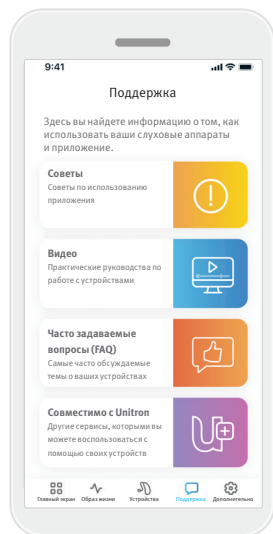 9:41
Поддержка
Здесь вы найдете информацию о том, как
использовать ваши слуховые аппараты
и приложение.
Советы
Советы по использованию
приложения
Видео
Практические руководства по
работе с устройствами
Часто задаваемые
вопросы (FAQ)
Самые часто обсуждаемые
темы о ваших устройствах
Совместимо с Unitron
Другие сервисы, которыми вы
можете воспользоваться с
помощью своих устройств
Главный экран Образ жизни Устройства Поддержка Дополнительно